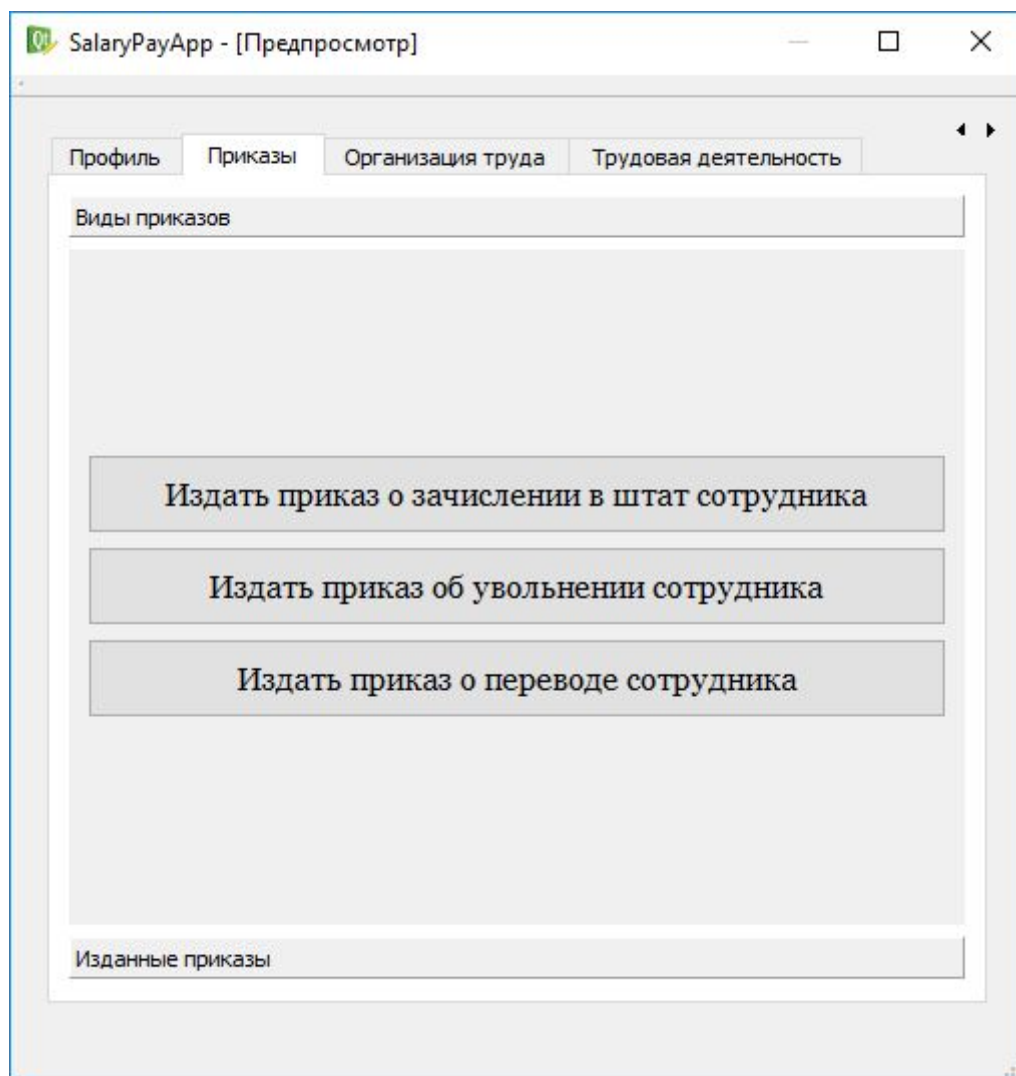 SalaryPayApp - [Предпросмотр]
Профиль Приказы Организация труда Трудовая деятельность
Виды приказов
Издать приказ о зачислении в штат сотрудника
Издать приказ об увольнении сотрудника
Издать приказ о переводе сотрудника
Изданные приказы